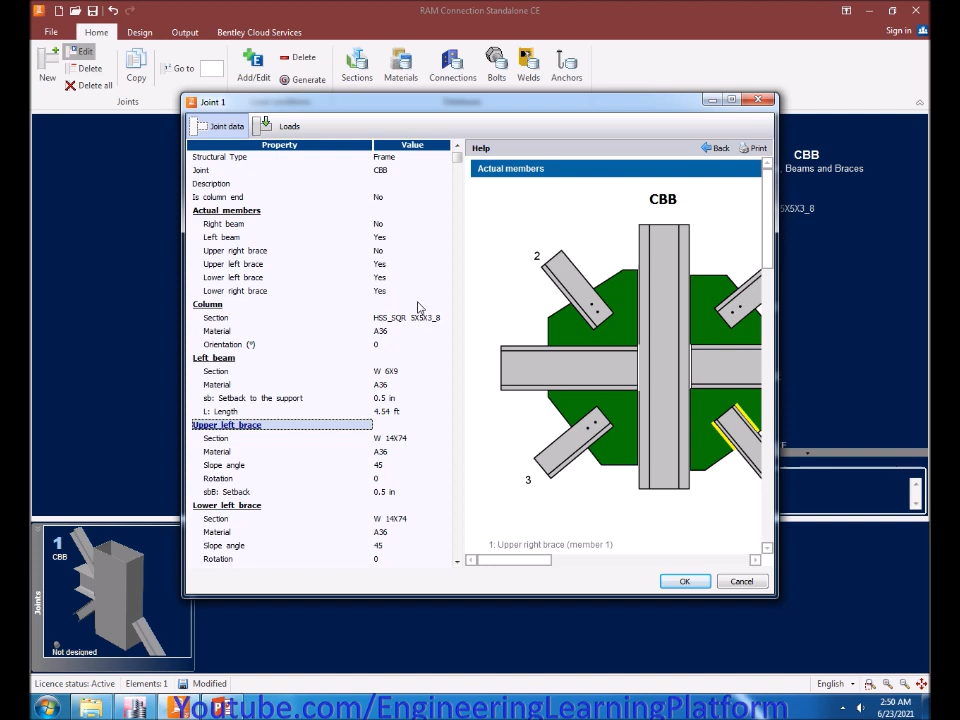 RAM Connection Standalone CE
File Home Design Output Bentley Cloud Services Sign in
New
Edit
Delete
Delete all
Joints
Copy
Go to
Add/Edit
Delete
Generate
Sections Materials Connections Bolts Welds Anchors
CBB
, Beams and Braces
5X5X3_8
Joint 1
Joint data Loads
Property Value
Structural Type Frame
Joint CBB
Description
Is column end No
Actual members
Right beam No
Left beam Yes
Upper right brace No
Upper left brace Yes
Lower left brace Yes
Lower right brace Yes
Column
Section HSS_SQR 5X5X3_8
Material A36
Orientation (°) 0
Left beam
Section W 6X9
Material A36
sb: Setback to the support 0.5 in
L: Length 4.54 ft
Upper left brace
Section W 14X74
Material A36
Slope angle 45
Rotation 0
sbB: Setback 0.5 in
Lower left brace
Section W 14X74
Material A36
Slope angle 45
Rotation 0
Help Back Print
Actual members
CBB
2
3
1: Upper right brace (member 1)
OK Cancel
F
Joints
1
CBB
Not designed
Licence status: Active Elements: 1 Modified English
Youtube.com/EngineeringLearningPlatform
2:50 AM
6/23/2021